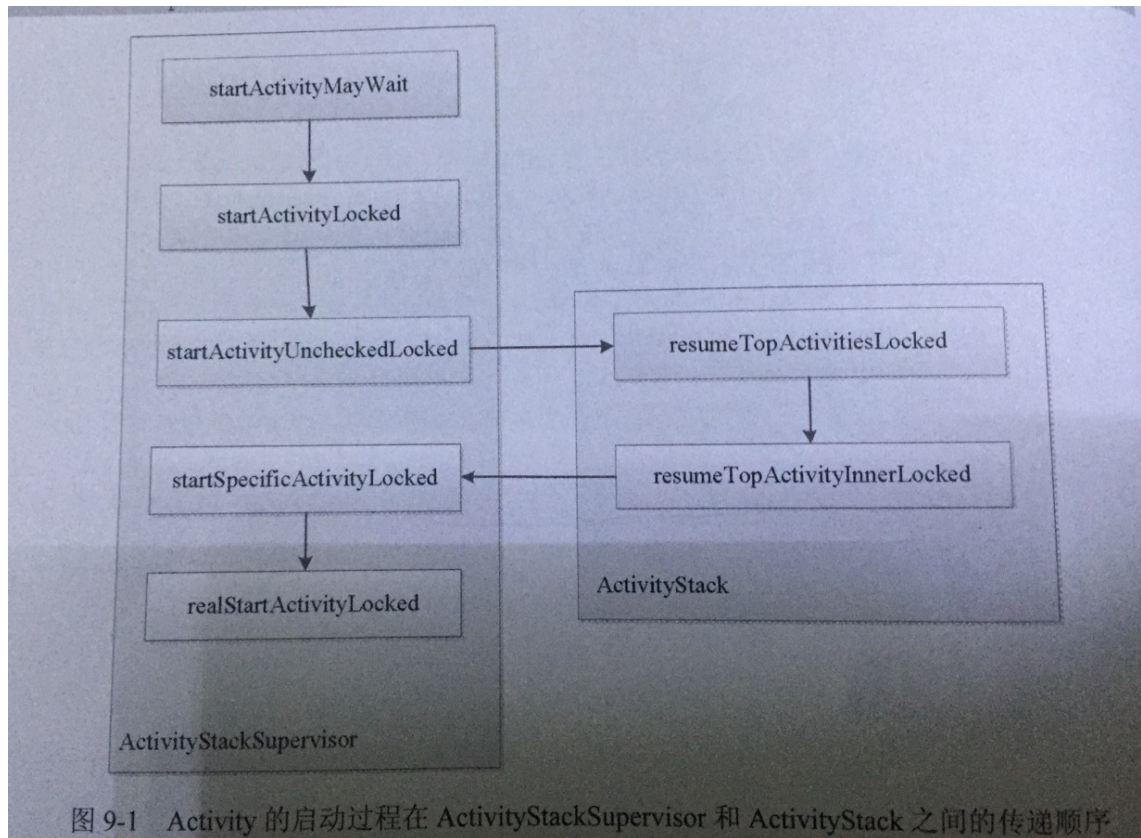 startActivityMayWait
startActivityLocked
startActivityUncheckedLocked
resumeTopActivitiesLocked
startSpecificActivityLocked
resumeTopActivityInnerLocked
realStartActivityLocked
ActivityStack
ActivityStackSupervisor
图 9-1 Activity 的启动过程在 ActivityStackSupervisor 和 ActivityStack 之间的传递顺序